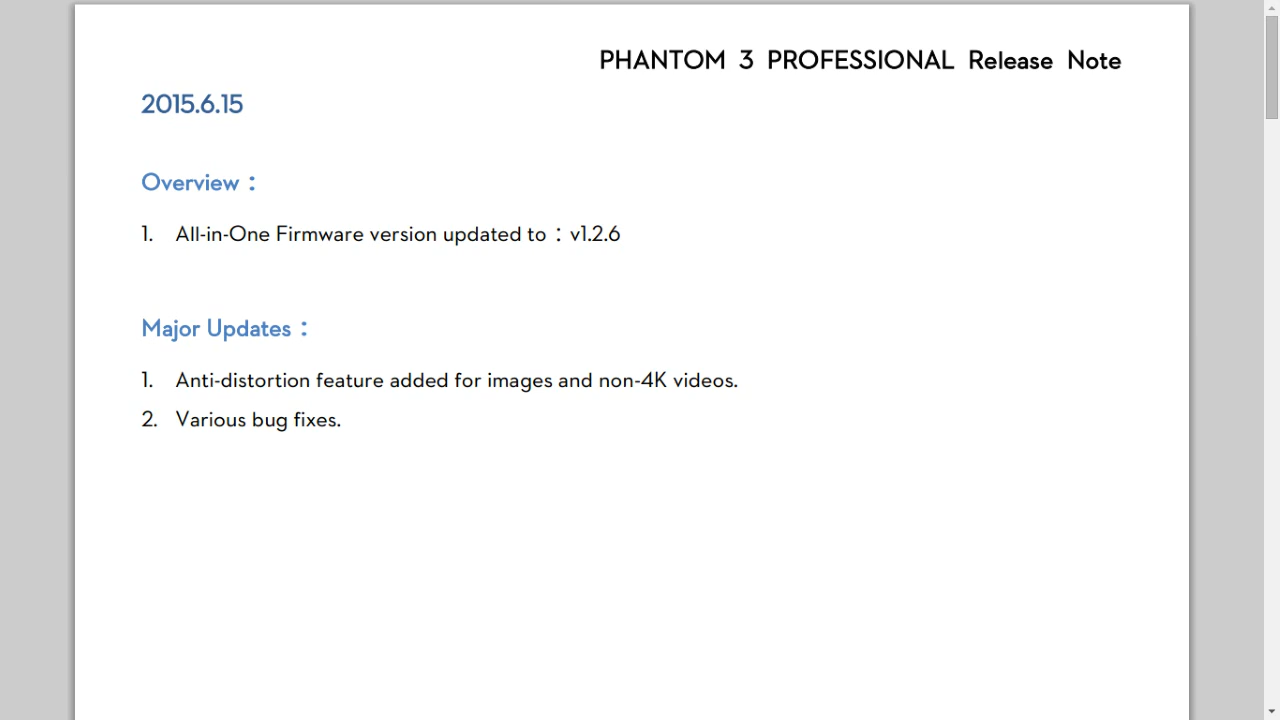 PHANTOM 3 PROFESSIONAL Release Note
2015.6.15
Overview：
1. All-in-One Firmware version updated to：v1.2.6
Major Updates：
1. Anti-distortion feature added for images and non-4K videos.
2. Various bug fixes.